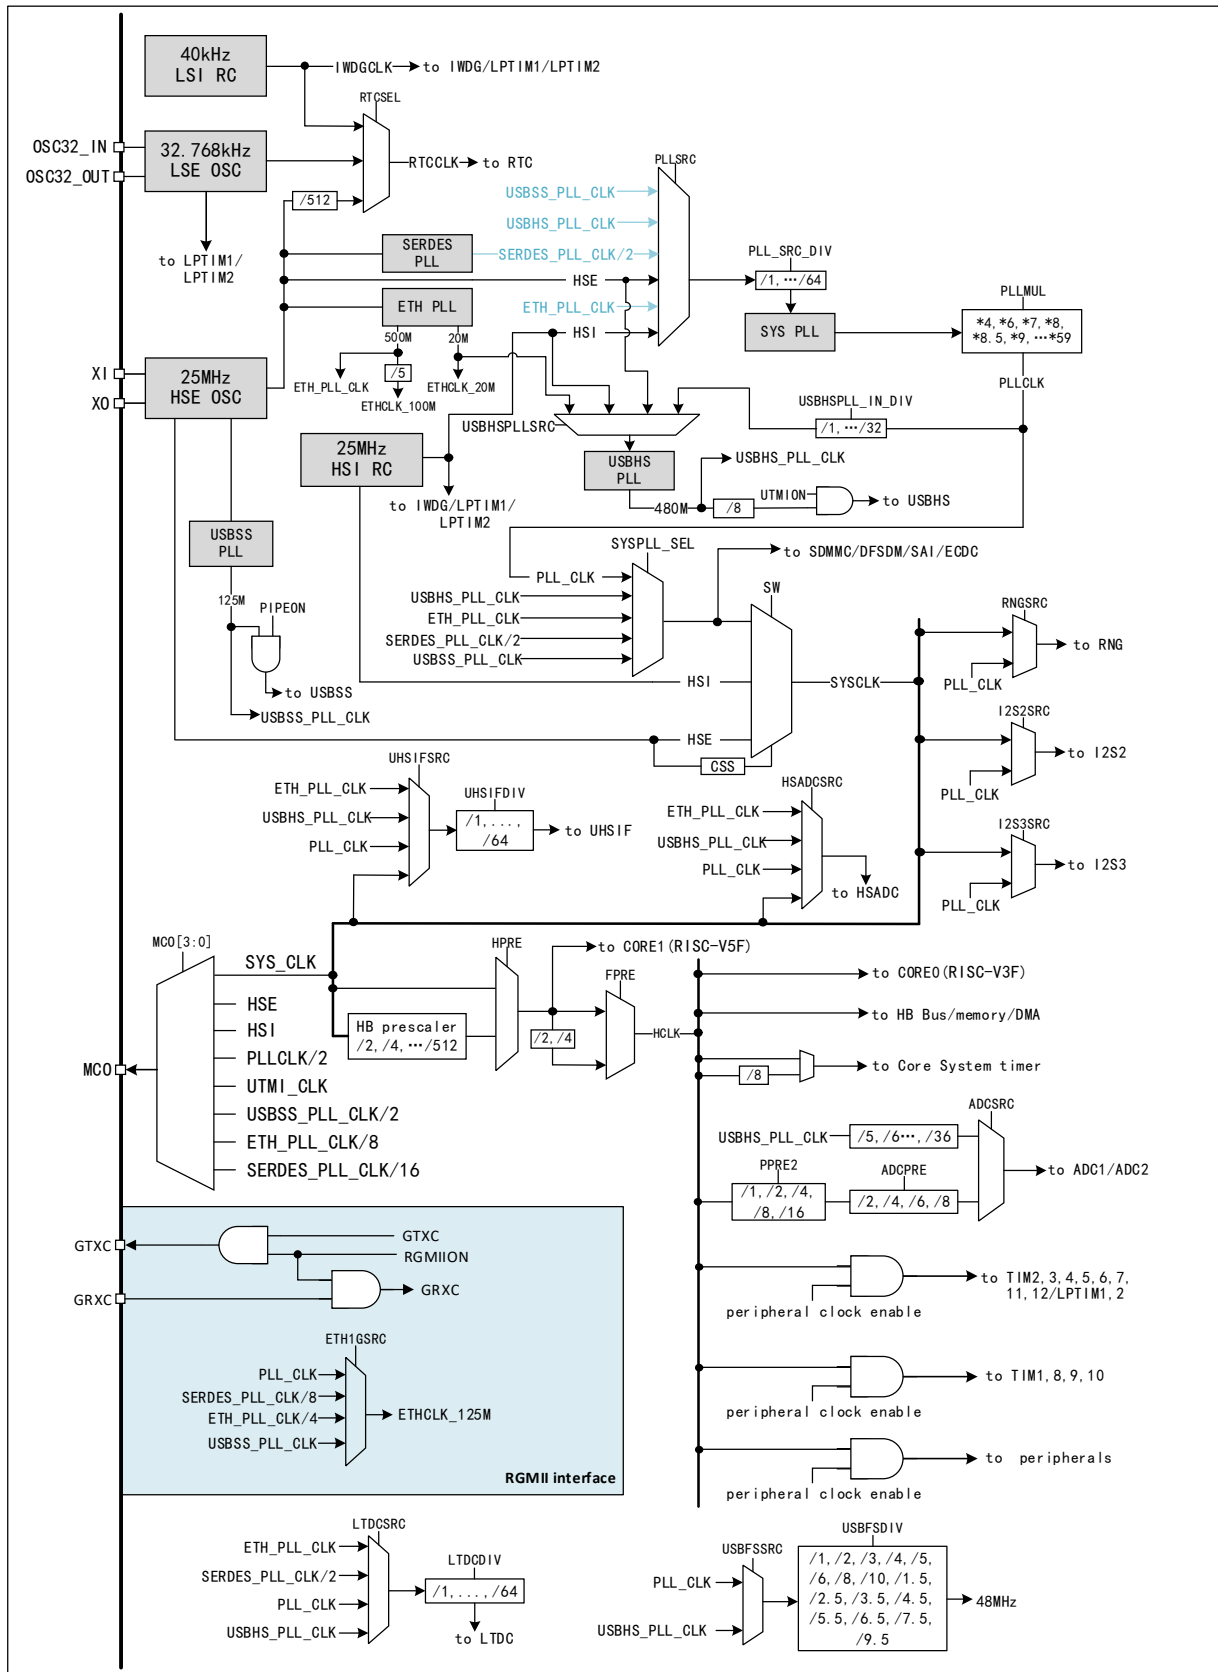 40kHz
LSI RC
IWDGCLK
to IWDG/LPTIM1/LPTIM2
RTCSEL
OSC32_IN
OSC32_OUT
32.768kHz
LSE OSC
RTCCLK
to RTC
/512
to LPTIM1/
LPTIM2
PLLSRC
USBSS_PLL_CLK
USBHS_PLL_CLK
SERDES
PLL
SERDES_PLL_CLK/2
HSE
ETH_PLL_CLK
HSI
PLL_SRC_DIV
/1, ⋯/64
SYS PLL
PLLMUL
*4, *6, *7, *8,
*8.5, *9, ⋯*59
PLLCLK
ETH PLL
500M
20M
/5
ETH_PLL_CLK
ETHCLK_100M
ETHCLK_20M
XI
XO
25MHz
HSE OSC
USBHSPLLSRC
USBHSPLL_IN_DIV
/1, ⋯/32
25MHz
HSI RC
to IWDG/LPTIM1/
LPTIM2
USBHS
PLL
480M
USBHS_PLL_CLK
/8
UTMION
to USBHS
USBSS
PLL
125M
PIPEON
to USBSS
USBSS_PLL_CLK
SYSPLL_SEL
to SDMMC/DFSDM/SAI/ECDC
PLL_CLK
USBHS_PLL_CLK
ETH_PLL_CLK
SERDES_PLL_CLK/2
USBSS_PLL_CLK
SW
HSI
HSE
CSS
SYSCLK
RNGSRC
to RNG
PLL_CLK
I2S2SRC
to I2S2
PLL_CLK
I2S3SRC
to I2S3
PLL_CLK
UHSIFSRC
ETH_PLL_CLK
USBHS_PLL_CLK
PLL_CLK
UHSIFDIV
/1, ...,
/64
to UHSIF
HSADCSRC
ETH_PLL_CLK
USBHS_PLL_CLK
PLL_CLK
to HSADC
MCO[3:0]
SYS_CLK
HSE
HSI
PLLCLK/2
UTMI_CLK
USBSS_PLL_CLK/2
ETH_PLL_CLK/8
SERDES_PLL_CLK/16
MCO
HB prescaler
/2, /4, ⋯/512
HPRE
to CORE1(RISC-V5F)
/2, /4
FPRE
HCLK
to CORE0(RISC-V3F)
to HB Bus/memory/DMA
/8
to Core System timer
ADCSRC
USBHS_PLL_CLK
/5, /6⋯, /36
PPRE2
/1, /2, /4,
/8, /16
ADCPRE
/2, /4, /6, /8
to ADC1/ADC2
GTXC
GTXC
RGMIION
GRXC
GRXC
ETH1GSRC
PLL_CLK
SERDES_PLL_CLK/8
ETH_PLL_CLK/4
USBSS_PLL_CLK
ETHCLK_125M
RGMII interface
peripheral clock enable
to TIM2, 3, 4, 5, 6, 7,
11, 12/LPTIM1, 2
peripheral clock enable
to TIM1, 8, 9, 10
peripheral clock enable
to peripherals
LTDCSRC
ETH_PLL_CLK
SERDES_PLL_CLK/2
PLL_CLK
USBHS_PLL_CLK
LTDCDIV
/1, ..., /64
to LTDC
USBFSSRC
PLL_CLK
USBHS_PLL_CLK
USBFSDIV
/1, /2, /3, /4, /5,
/6, /8, /10, /1.5,
/2.5, /3.5, /4.5,
/5.5, /6.5, /7.5,
/9.5
48MHz